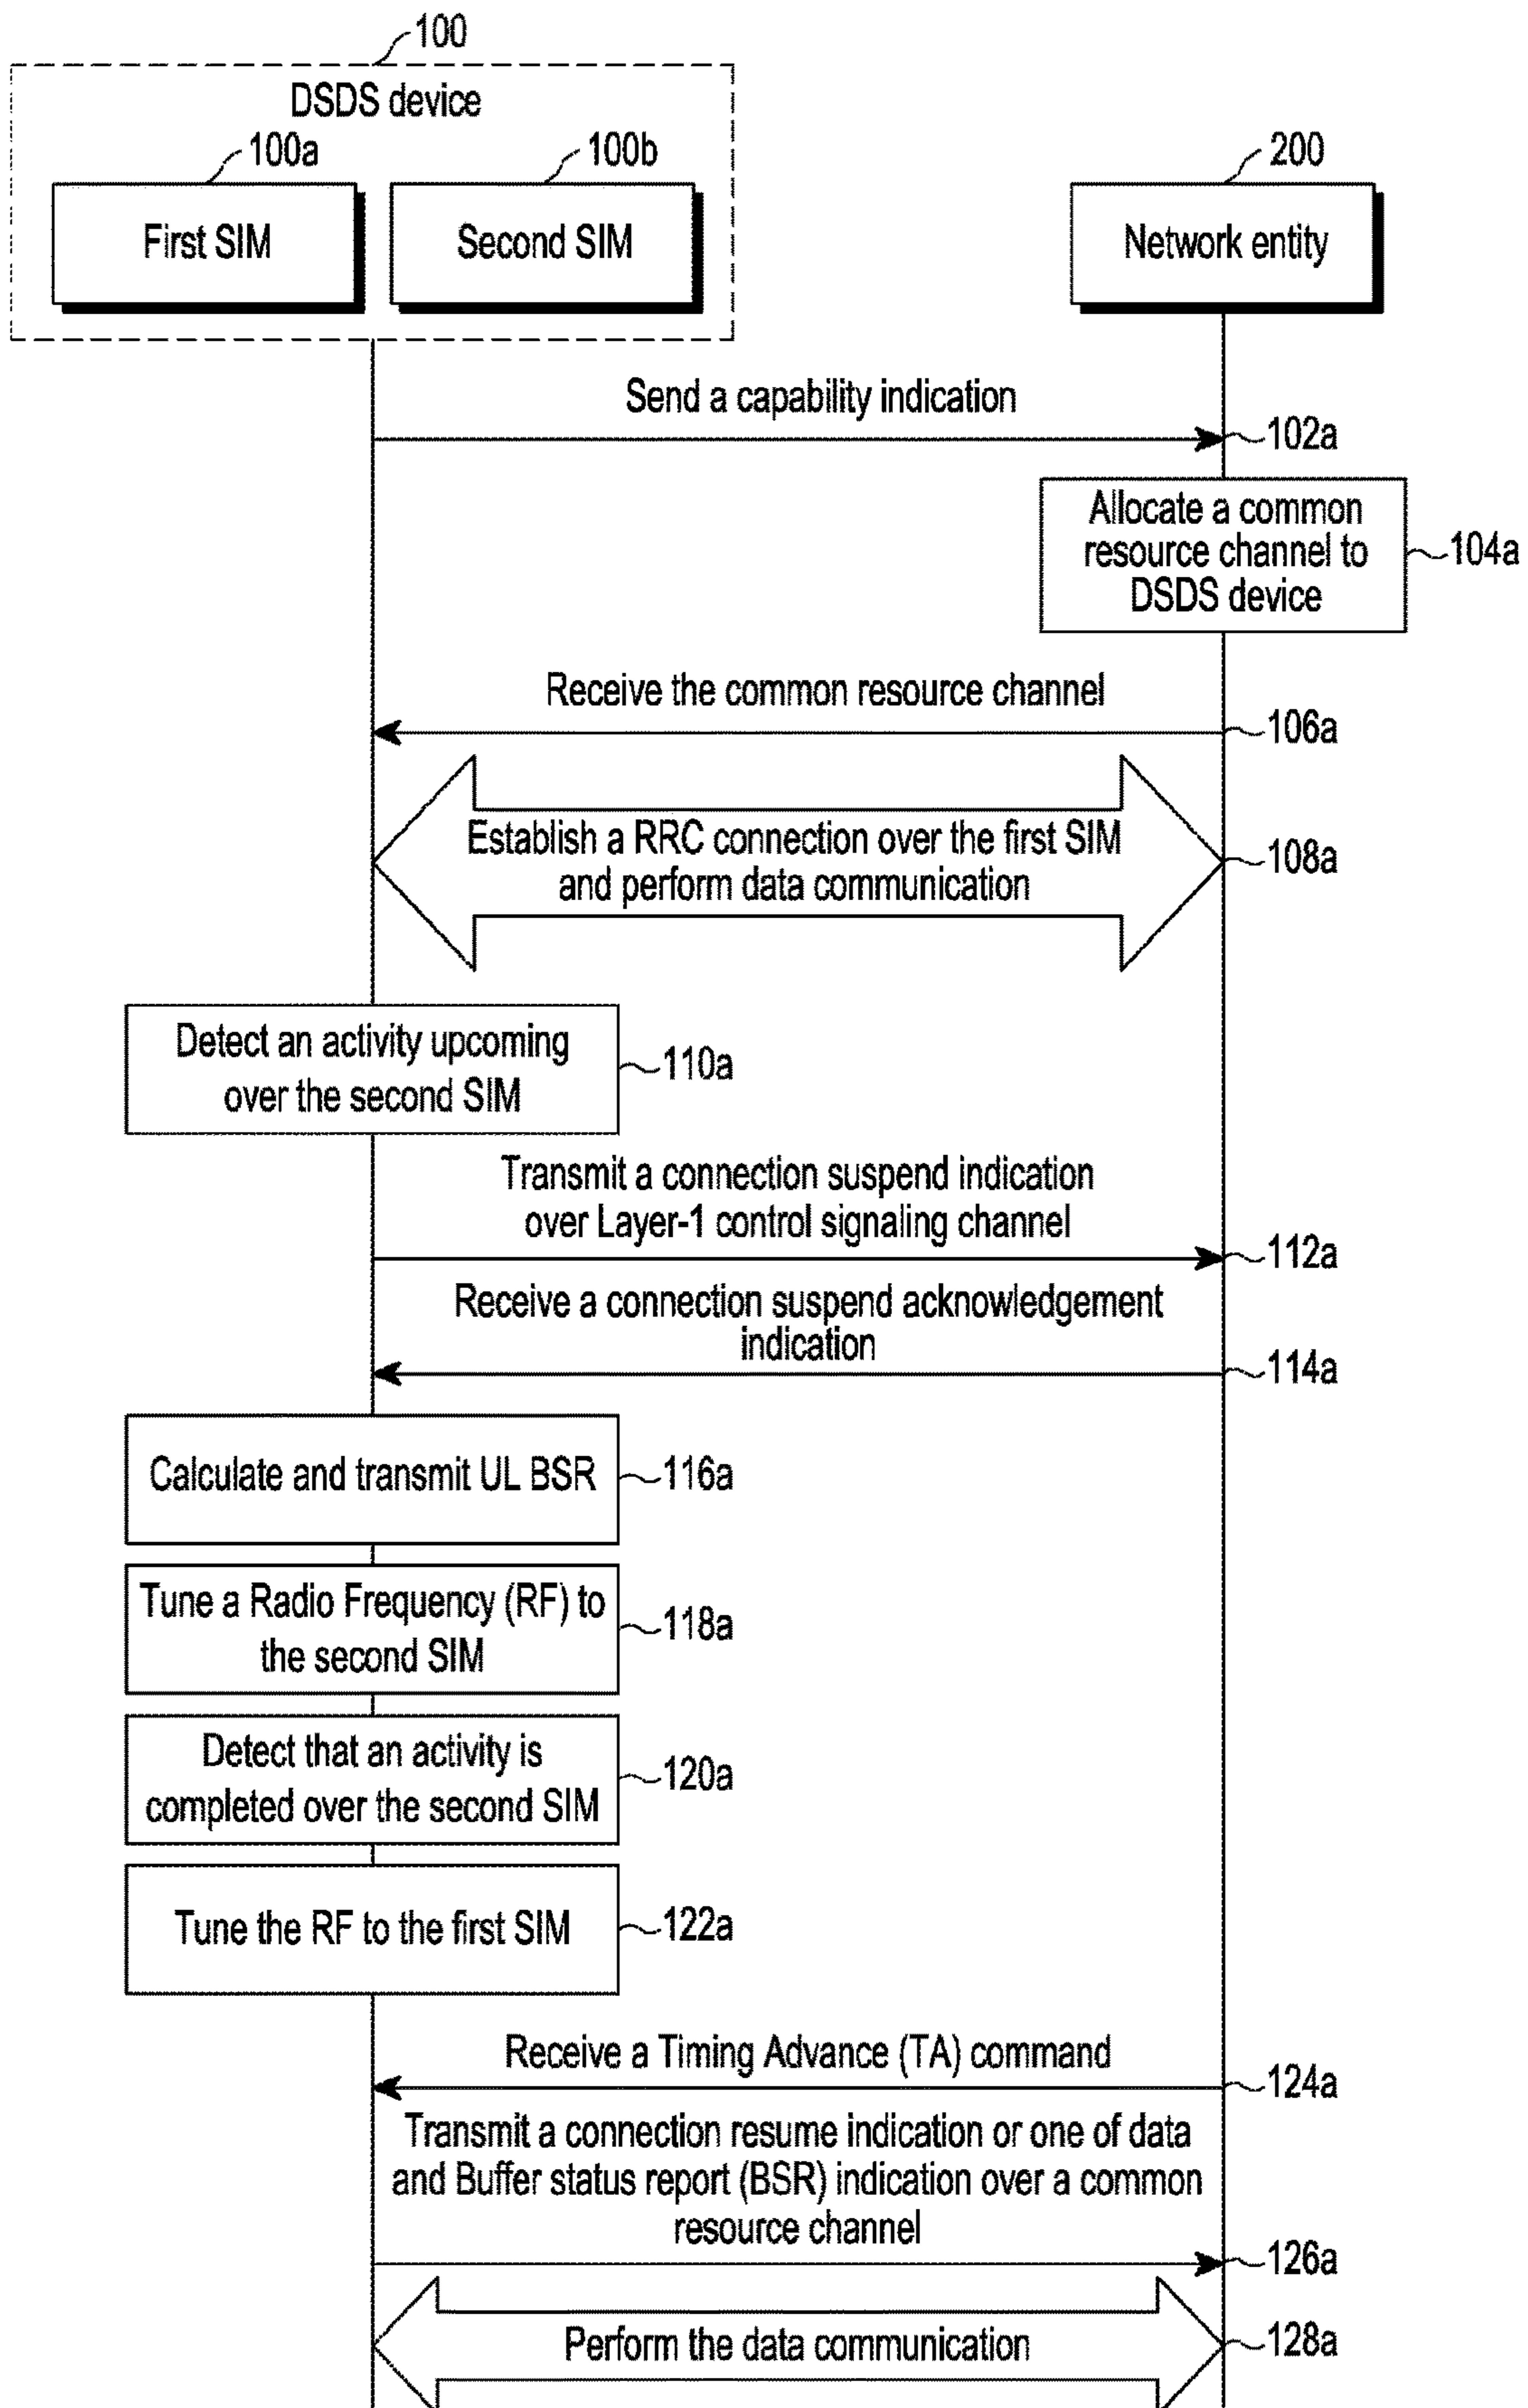 100
DSDS device
100a
100b
200
First SIM
Second SIM
Network entity
Send a capability indication
102a
Allocate a common
resource channel to
DSDS device
104a
Receive the common resource channel
106a
Establish a RRC connection over the first SIM
and perform data communication
108a
Detect an activity upcoming
over the second SIM
110a
Transmit a connection suspend indication
over Layer-1 control signaling channel
112a
Receive a connection suspend acknowledgement
indication
114a
Calculate and transmit UL BSR
116a
Tune a Radio Frequency (RF) to
the second SIM
118a
Detect that an activity is
completed over the second SIM
120a
Tune the RF to the first SIM
122a
Receive a Timing Advance (TA) command
124a
Transmit a connection resume indication or one of data
and Buffer status report (BSR) indication over a common
resource channel
126a
Perform the data communication
128a